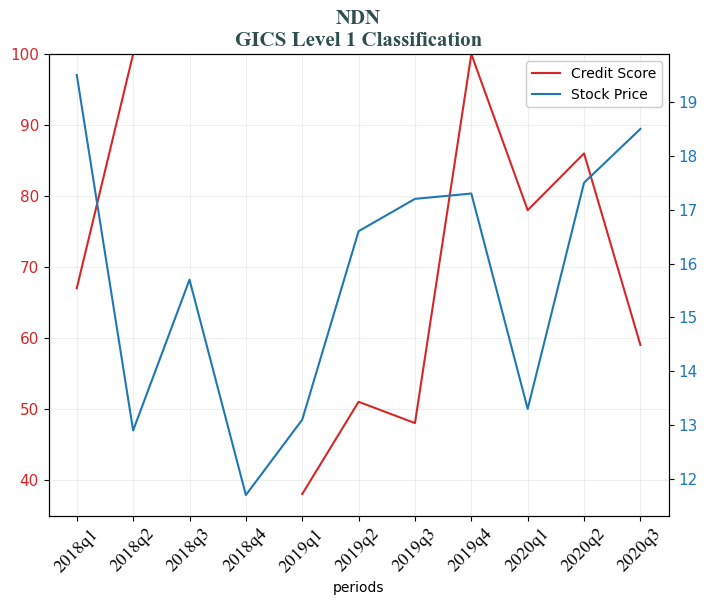 NDN
GICS Level 1 Classification
Credit Score
Stock Price
100
90
80
70
60
50
40
19
18
17
16
15
14
13
12
2018q1
2018q2
2018q3
2018q4
2019q1
2019q2
2019q3
2019q4
2020q1
2020q2
2020q3
periods